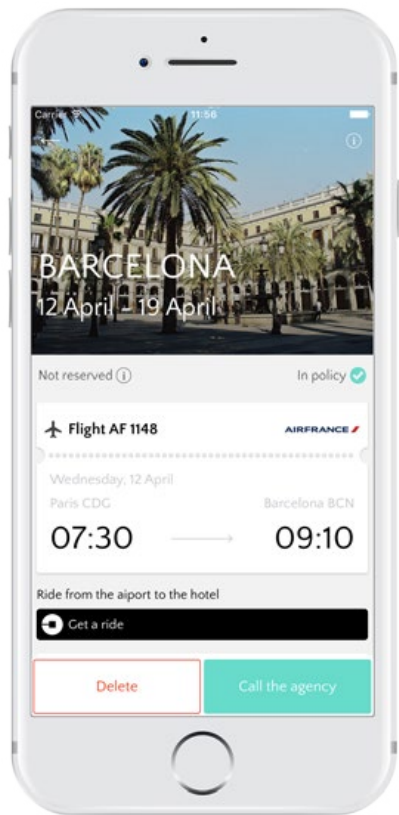 Carrier 11:56
BARCELONA
12 April - 19 April
Not reserved i In policy
Flight AF 1148 AIRFRANCE
Wednesday, 12 April
Paris CDG Barcelona BCN
07:30 09:10
Ride from the aiport to the hotel
Get a ride
Delete Call the agency